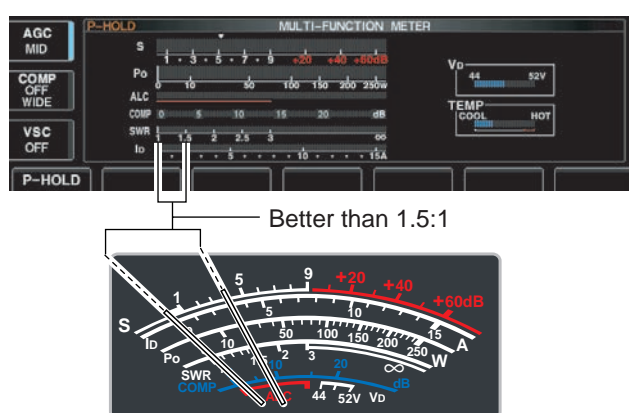 AGC
MID
P-HOLD MULTI-FUNCTION METER
S 1 3 5 7 9 +20 +40 +60dB
VD
44 52V
Po 0 10 50 100 150 200 250W
COMP
OFF
WIDE
ALC
TEMP
COOL HOT
COMP 0 5 10 15 20 dB
VSC
OFF
SWR 1 1.5 2 2.5 3 ∞
ID 5 10 15A
P-HOLD
Better than 1.5:1
S 1 5 9 +20 +40 +60dB
ID 5 10 15 A
Po 10 50 100 150 200 250 W
SWR 1.5 2 3 ∞
COMP 10 20 dB
ALC 44 52V VD